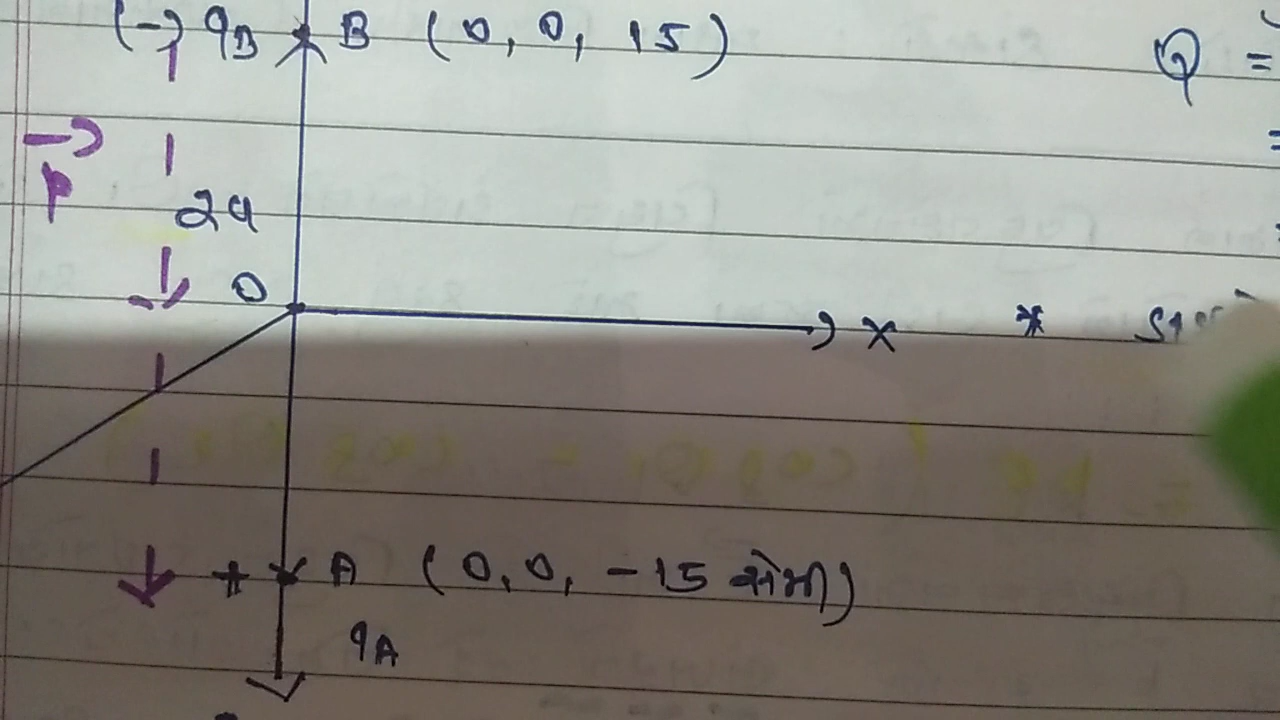 (-) qB B (0, 0, 15) Q =
=
p
2a
O
x *
+ A (0, 0, -15 સેમી)
qA